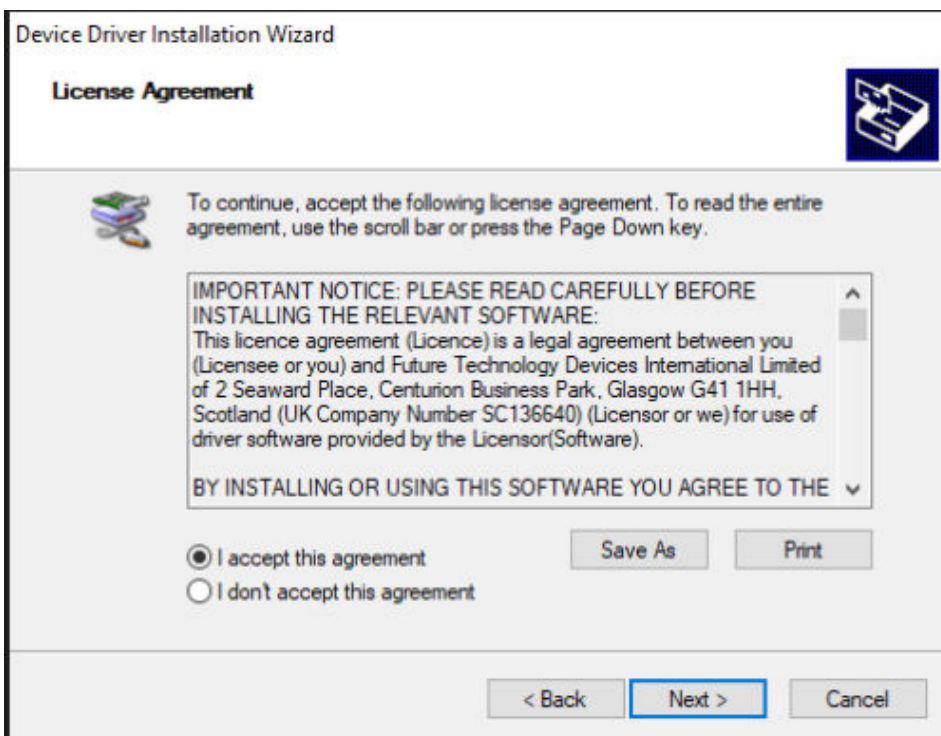 Device Driver Installation Wizard
License Agreement
To continue, accept the following license agreement. To read the entire
agreement, use the scroll bar or press the Page Down key.
IMPORTANT NOTICE: PLEASE READ CAREFULLY BEFORE
INSTALLING THE RELEVANT SOFTWARE:
This licence agreement (Licence) is a legal agreement between you
(Licensee or you) and Future Technology Devices International Limited
of 2 Seaward Place, Centurion Business Park, Glasgow G41 1HH,
Scotland (UK Company Number SC136640) (Licensor or we) for use of
driver software provided by the Licensor(Software).
BY INSTALLING OR USING THIS SOFTWARE YOU AGREE TO THE
I accept this agreement
Save As
Print
I don't accept this agreement
< Back
Next >
Cancel